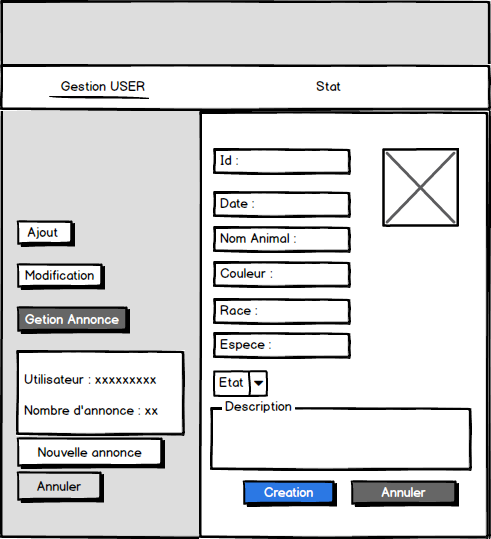 Gestion USER
Stat
Ajout
Modification
Getion Annonce
Utilisateur : xxxxxxxxx
Nombre d'annonce : xx
Nouvelle annonce
Annuler
Id :
Date :
Nom Animal :
Couleur :
Race :
Espece :
Etat
Description
Creation
Annuler